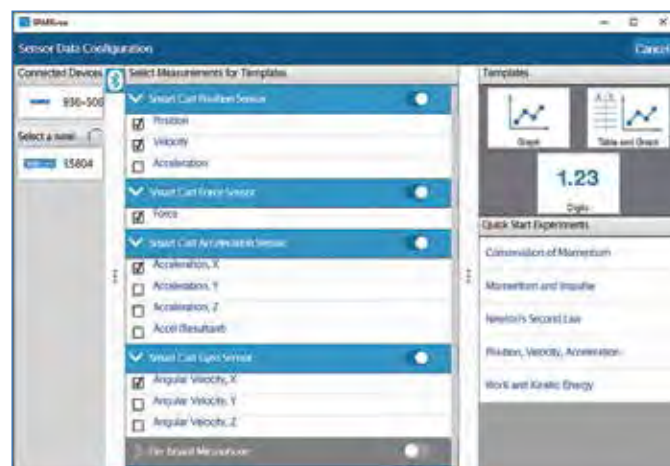 SPARKvue
Sensor Data Configuration
Cancel
Connected Devices
Select Measurements for Templates
Templates
Smart Cart Position Sensor
Position
Velocity
Acceleration
Select a new
Smart Cart Force Sensor
Force
Smart Cart Acceleration Sensor
Acceleration, X
Acceleration, Y
Acceleration, Z
Accel (Resultant)
Smart Cart Gyro Sensor
Angular Velocity, X
Angular Velocity, Y
Angular Velocity, Z
Graph
Table and Graph
1.23
Digits
Quick Start Experiments
Conservation of Momentum
Momentum and Impulse
Newton's Second Law
Position, Velocity, Acceleration
Work and Kinetic Energy